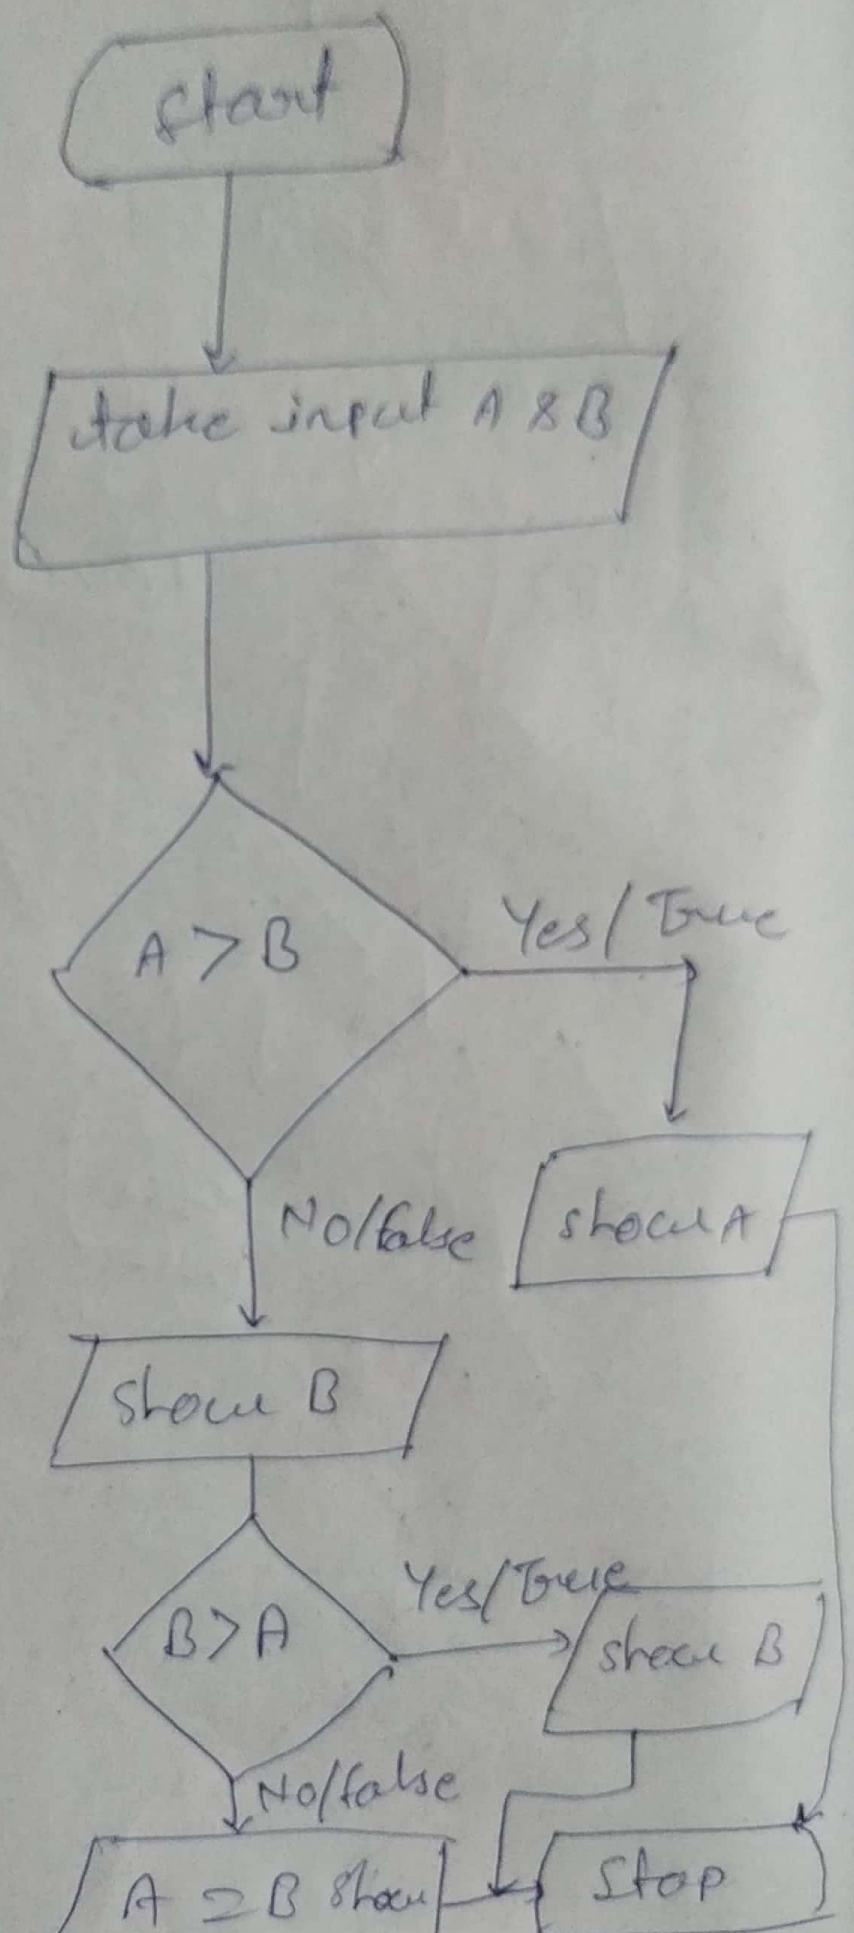 start
take input A & B
A > B
Yes/True
No/false
show A
show B
B > A
Yes/True
show B
No/false
A = B show
Stop